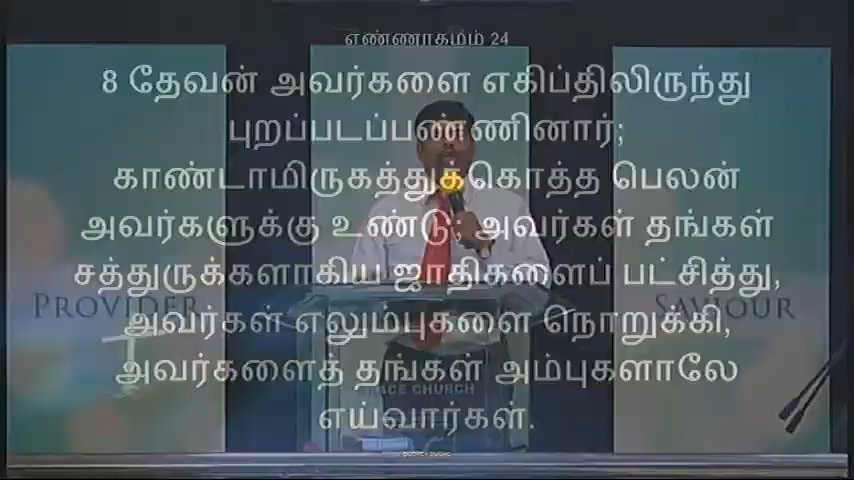 எண்ணாகமம் 24
8 தேவன் அவர்களை எகிப்திலிருந்து
புறப்படப்பண்ணினார்;
காண்டாமிருகத்துக்கொத்த பெலன்
அவர்களுக்கு உண்டு; அவர்கள் தங்கள்
சத்துருக்களாகிய ஜாதிகளைப் பட்சித்து,
PROVIDER
SAVIOUR
அவர்கள் எலும்புகளை நொறுக்கி,
அவர்களைத் தங்கள் அம்புகளாலே
CHURCH
எய்வார்கள்.